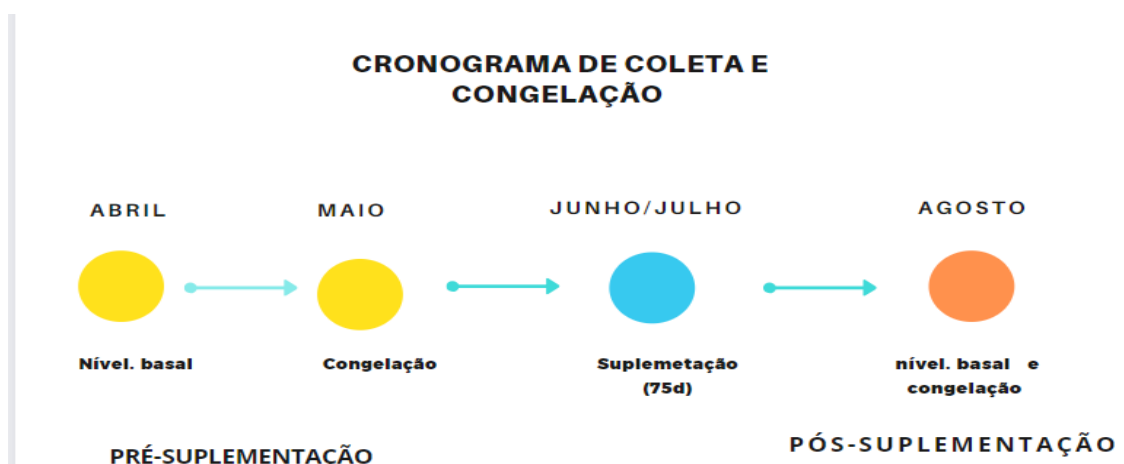 CRONOGRAMA DE COLETA E
CONGELAÇÃO
ABRIL
MAIO
JUNHO/JULHO
AGOSTO
Nível. basal
Congelação
Suplemetação
(75d)
nível. basal e
congelação
PRÉ-SUPLEMENTAÇÃO
PÓS-SUPLEMENTAÇÃO